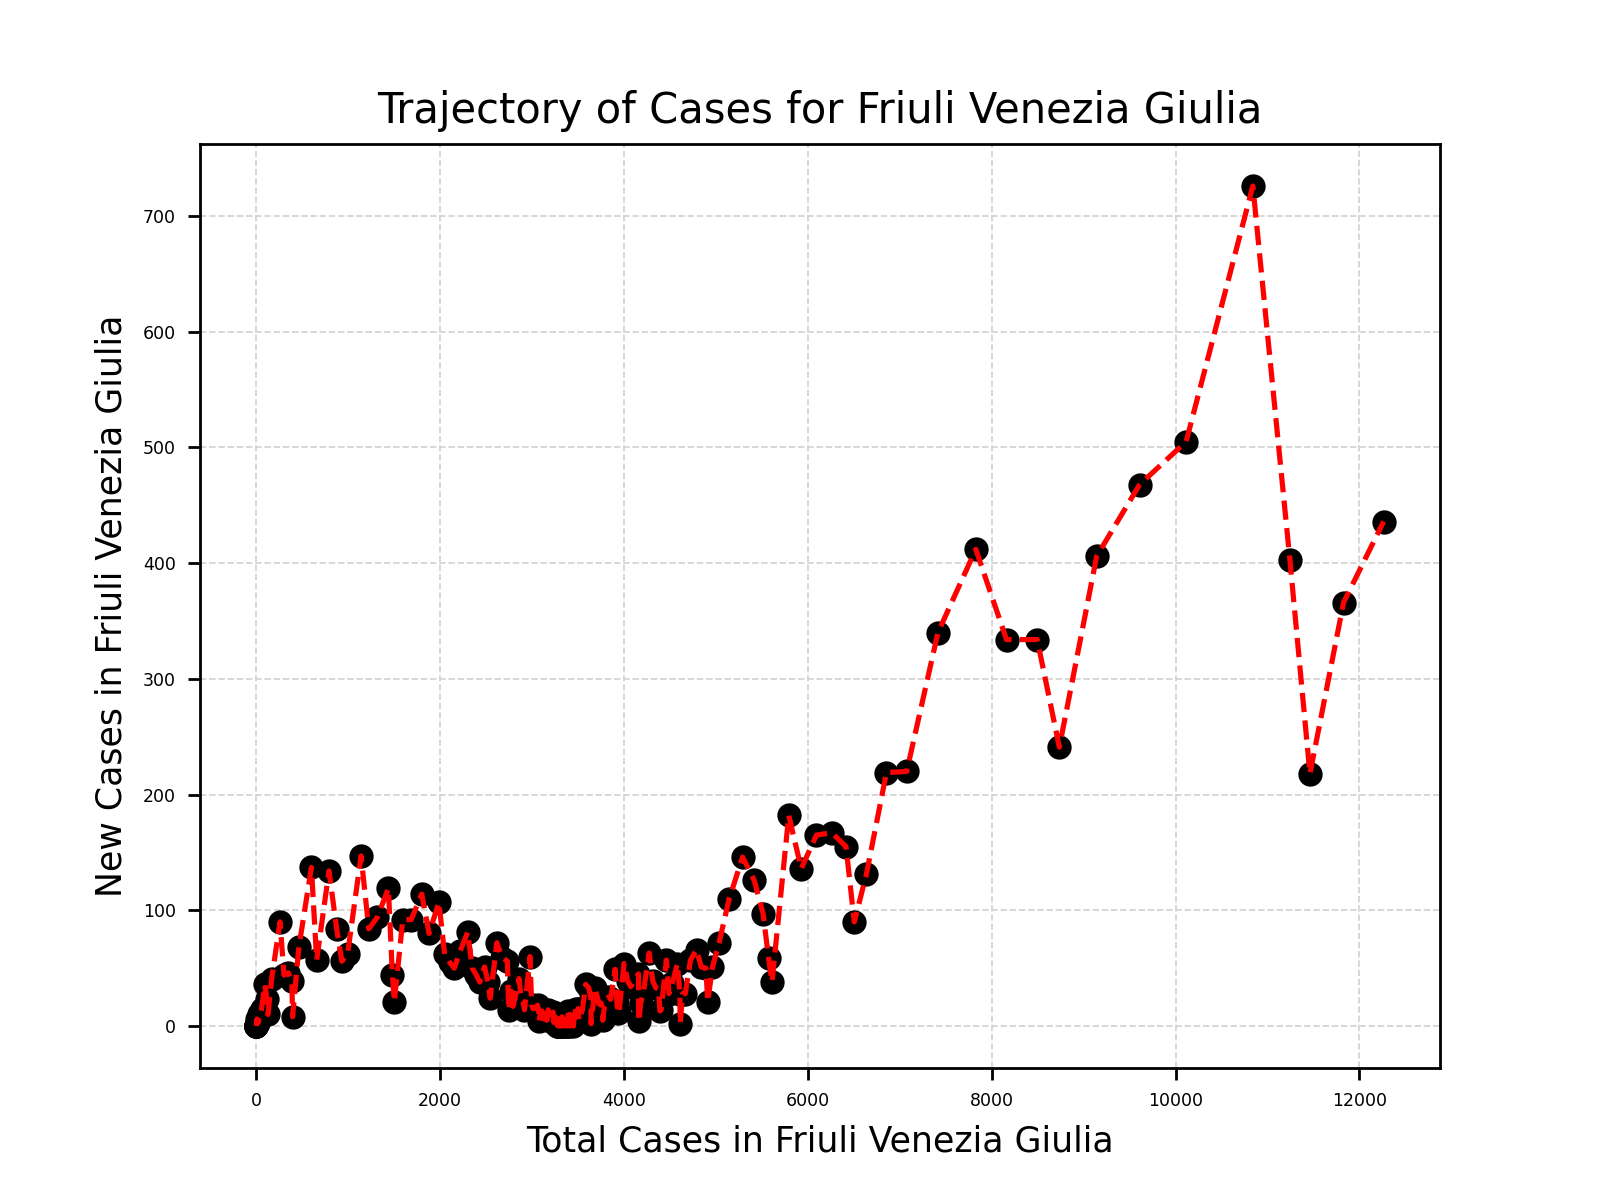 Trajectory of Cases for Friuli Venezia Giulia
New Cases in Friuli Venezia Giulia
700
600
500
400
300
200
100
0
0 2000 4000 6000 8000 10000 12000
Total Cases in Friuli Venezia Giulia